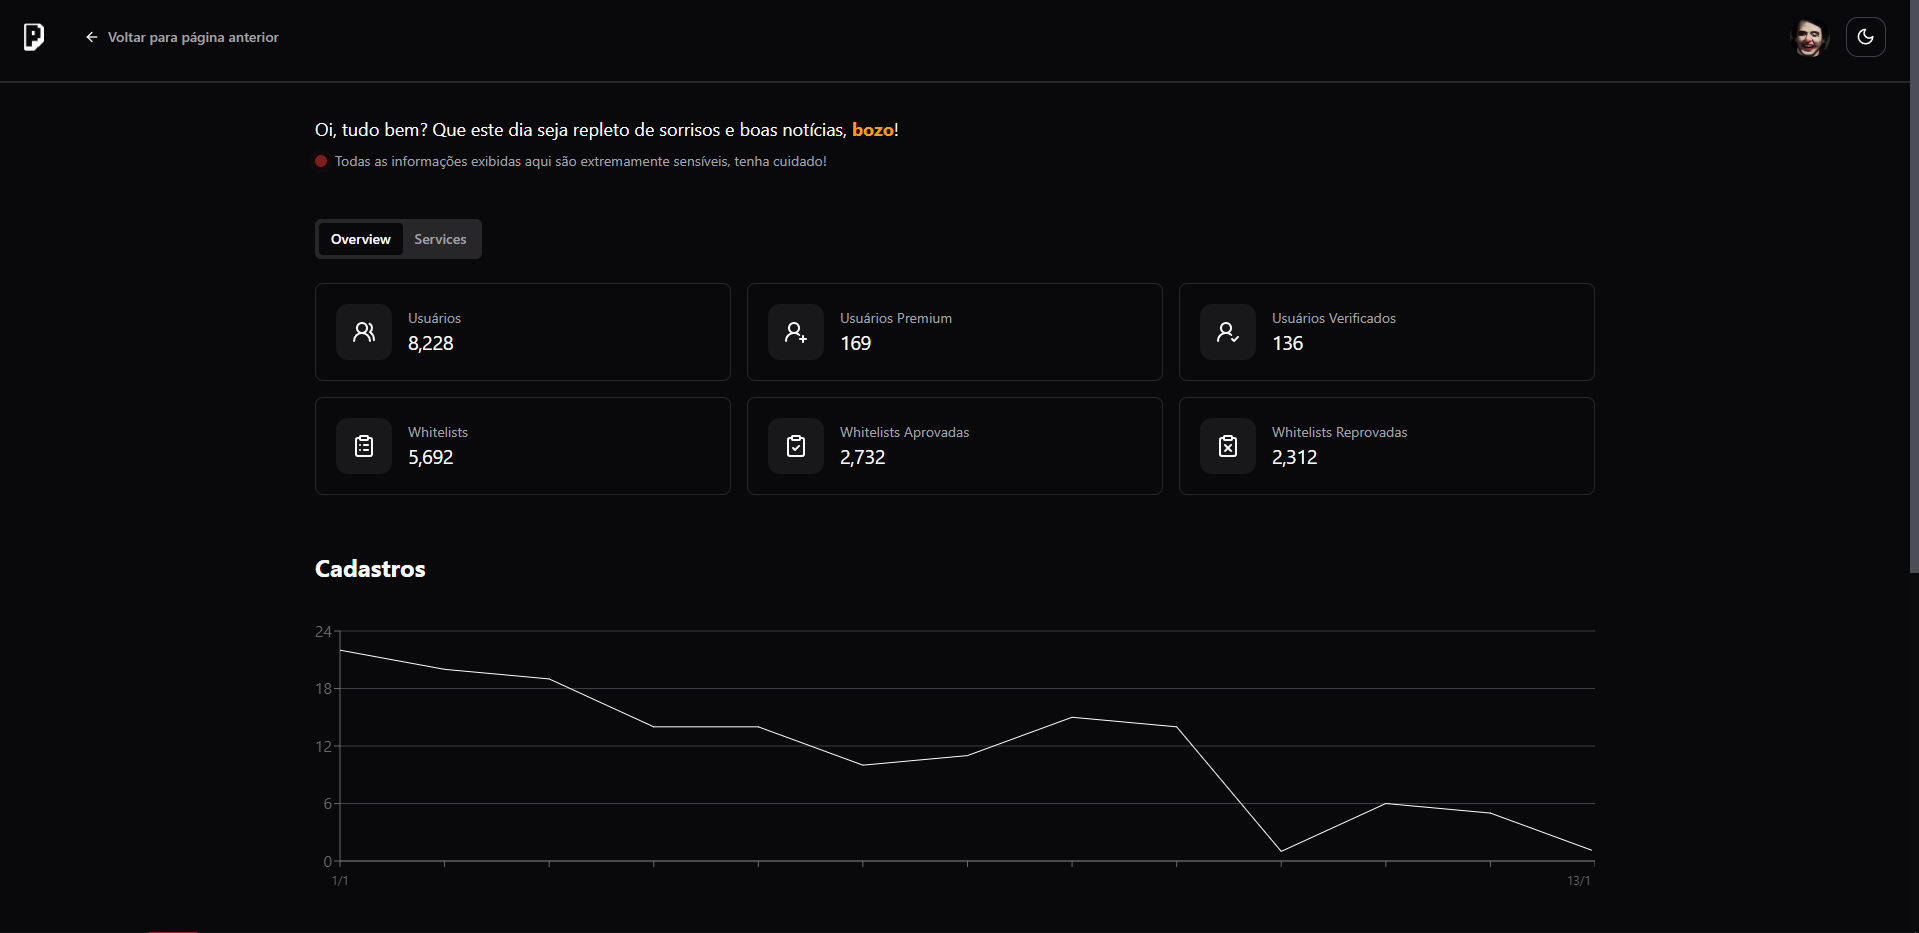 Voltar para página anterior
Oi, tudo bem? Que este dia seja repleto de sorrisos e boas notícias, bozo!
Todas as informações exibidas aqui são extremamente sensíveis, tenha cuidado!
Overview Services
Usuários
8,228
Usuários Premium
169
Usuários Verificados
136
Whitelists
5,692
Whitelists Aprovadas
2,732
Whitelists Reprovadas
2,312
Cadastros
24
18
12
6
0
1/1 13/1